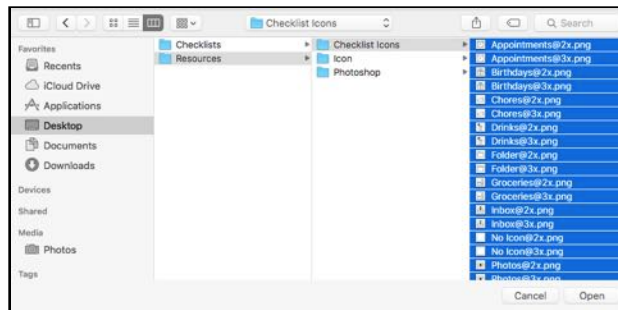 Checklist Icons
Search
Favorites
Recents
iCloud Drive
Applications
Desktop
Documents
Downloads
Devices
Shared
Media
Photos
Tags
Checklists
Resources
Checklist Icons
Icon
Photoshop
Appointments@2x.png
Appointments@3x.png
Birthdays@2x.png
Birthdays@3x.png
Chores@2x.png
Chores@3x.png
Drinks@2x.png
Drinks@3x.png
Folder@2x.png
Folder@3x.png
Groceries@2x.png
Groceries@3x.png
Inbox@2x.png
Inbox@3x.png
No Icon@2x.png
No Icon@3x.png
Photos@2x.png
Photos@3x.png
Cancel
Open